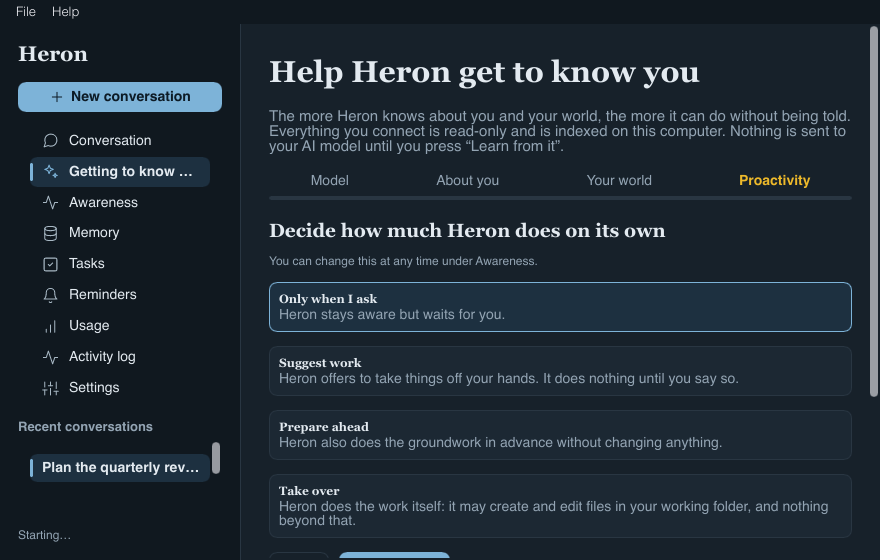 File Help
Heron
+ New conversation
Conversation
Getting to know ...
Awareness
Memory
Tasks
Reminders
Usage
Activity log
Settings
Recent conversations
Plan the quarterly rev...
Starting...
Help Heron get to know you
The more Heron knows about you and your world, the more it can do without being told.
Everything you connect is read-only and is indexed on this computer. Nothing is sent to
your AI model until you press “Learn from it”.
Model About you Your world Proactivity
Decide how much Heron does on its own
You can change this at any time under Awareness.
Only when I ask
Heron stays aware but waits for you.
Suggest work
Heron offers to take things off your hands. It does nothing until you say so.
Prepare ahead
Heron also does the groundwork in advance without changing anything.
Take over
Heron does the work itself: it may create and edit files in your working folder, and nothing
beyond that.